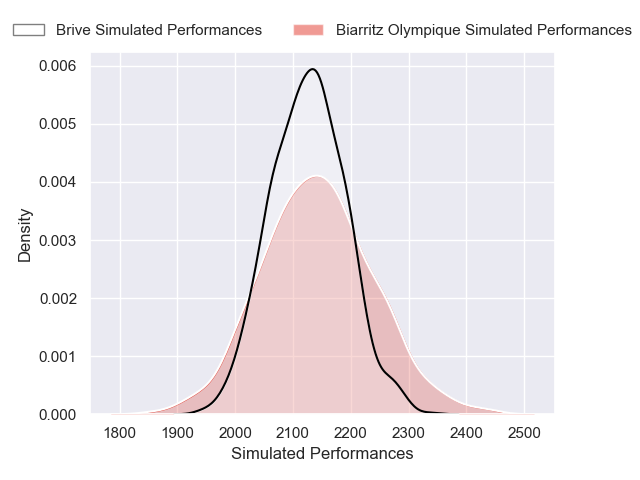 Brive Simulated Performances
Biarritz Olympique Simulated Performances
0.006
0.005
0.004
0.003
0.002
0.001
0.000
Density
1800 1900 2000 2100 2200 2300 2400 2500
Simulated Performances